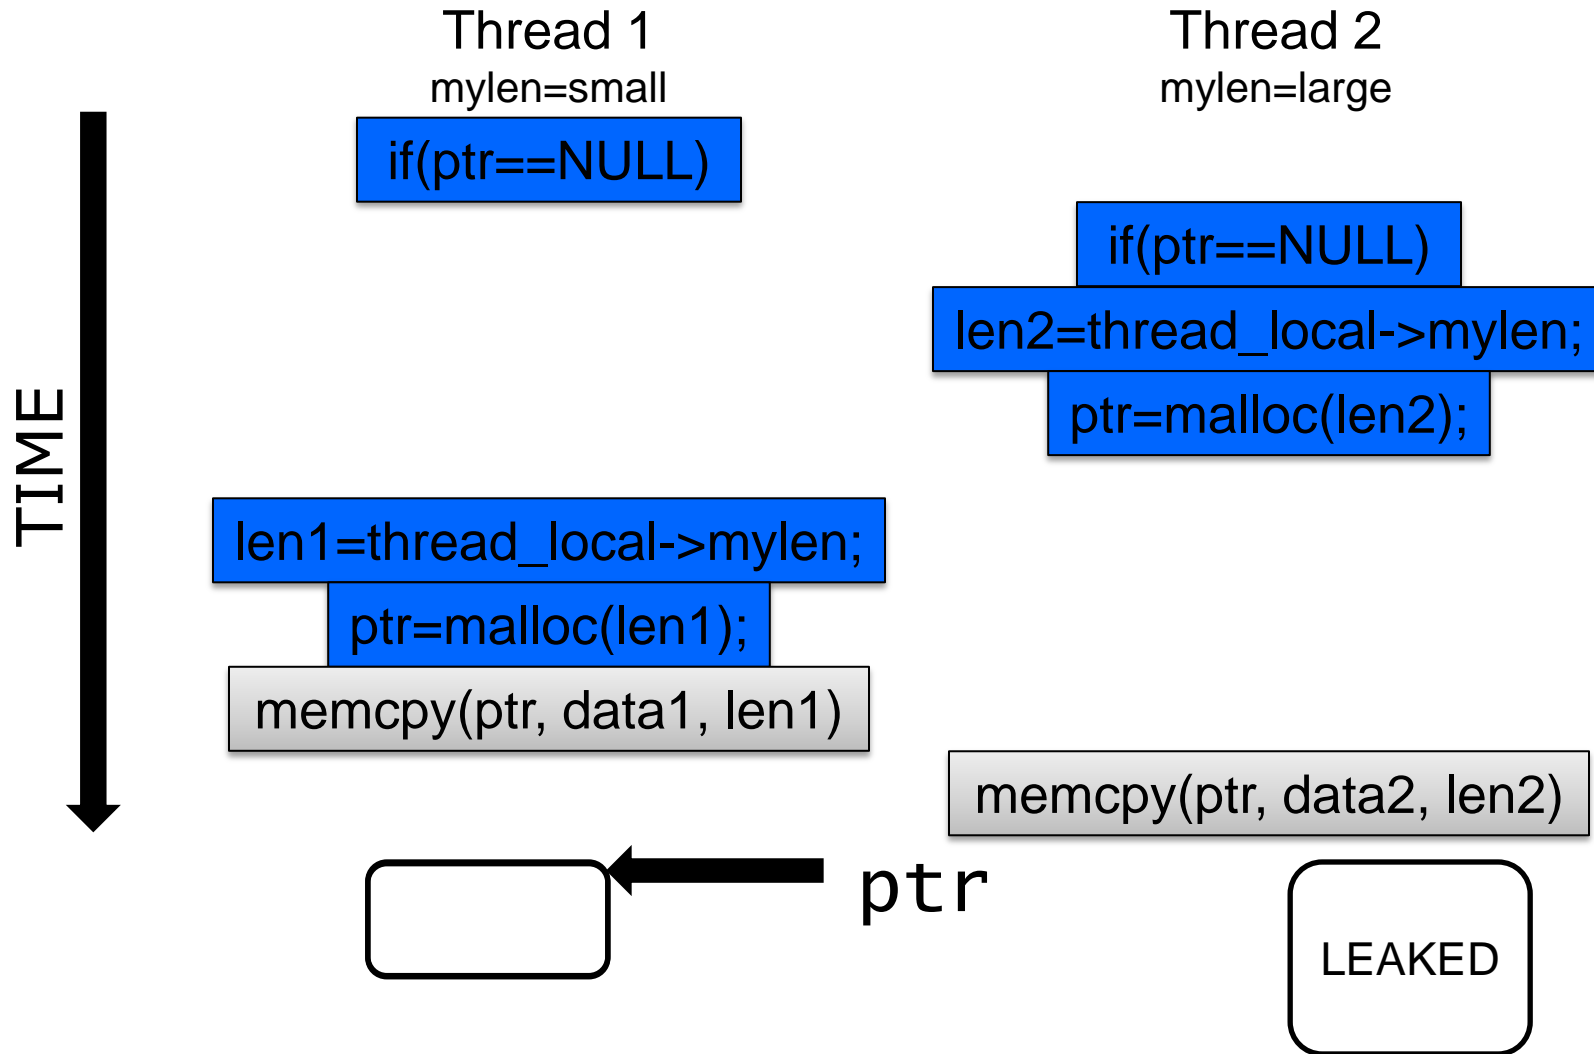 Thread 1
mylen=small
Thread 2
mylen=large
if(ptr==NULL)
if(ptr==NULL)
len2=thread_local->mylen;
ptr=malloc(len2);
TIME
len1=thread_local->mylen;
ptr=malloc(len1);
memcpy(ptr, data1, len1)
memcpy(ptr, data2, len2)
ptr
LEAKED